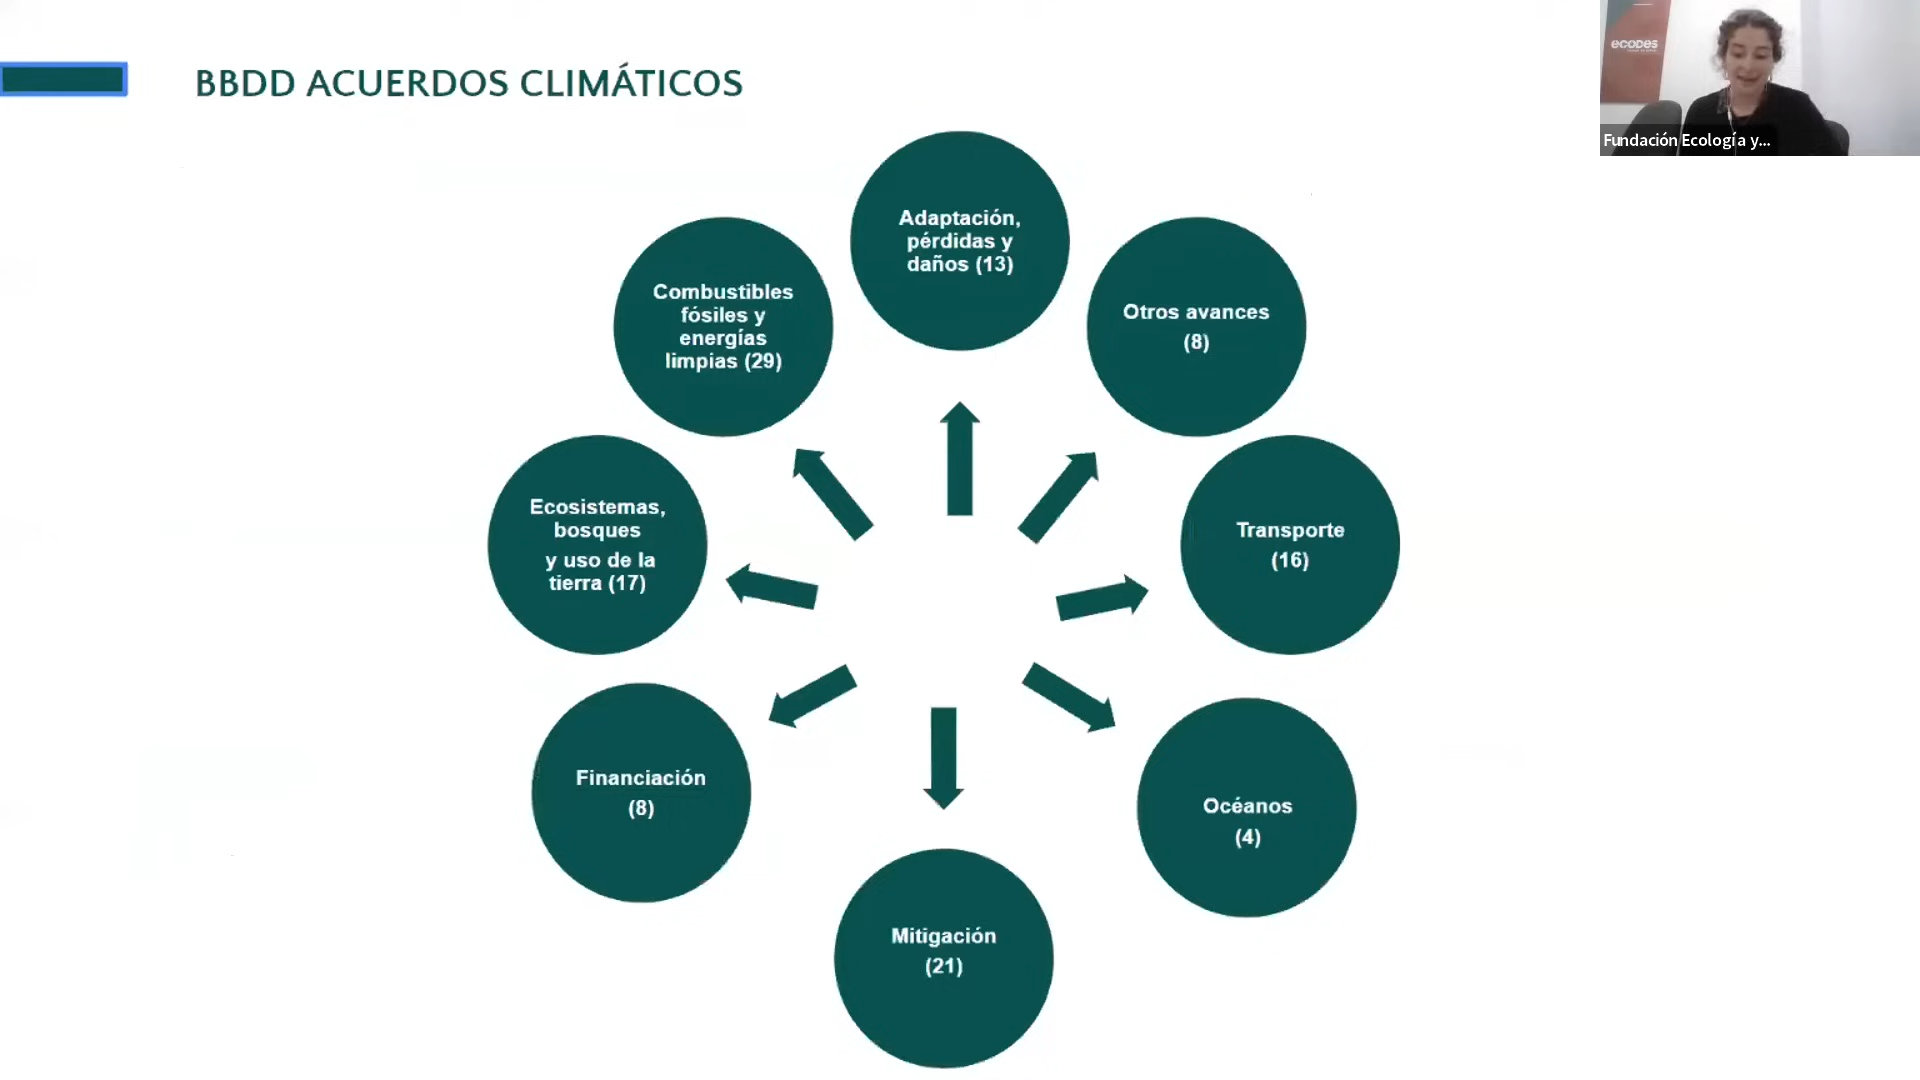 BBDD ACUERDOS CLIMÁTICOS
ecodes
Fundación Ecología y...
Adaptación,
pérdidas y
daños (13)
Otros avances
(8)
Transporte
(16)
Océanos
(4)
Mitigación
(21)
Financiación
(8)
Ecosistemas,
bosques
y uso de la
tierra (17)
Combustibles
fósiles y
energías
limpias (29)